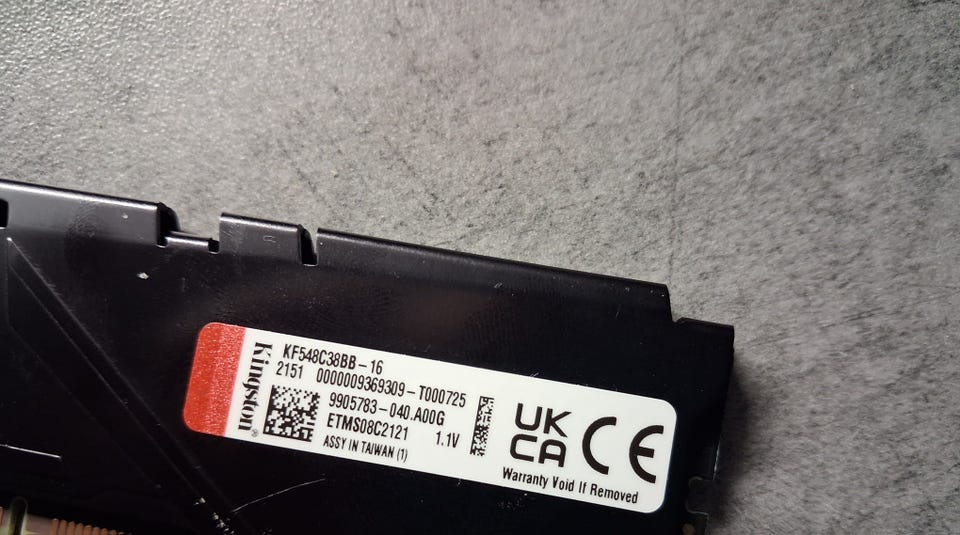 Kingston®
KF548C38BB-16
2151 0000009369309-T000725
9905783-040.A00G
ETMS08C2121 1.1V
ASSY IN TAIWAN (1)
UK
CA
CE
Warranty Void If Removed